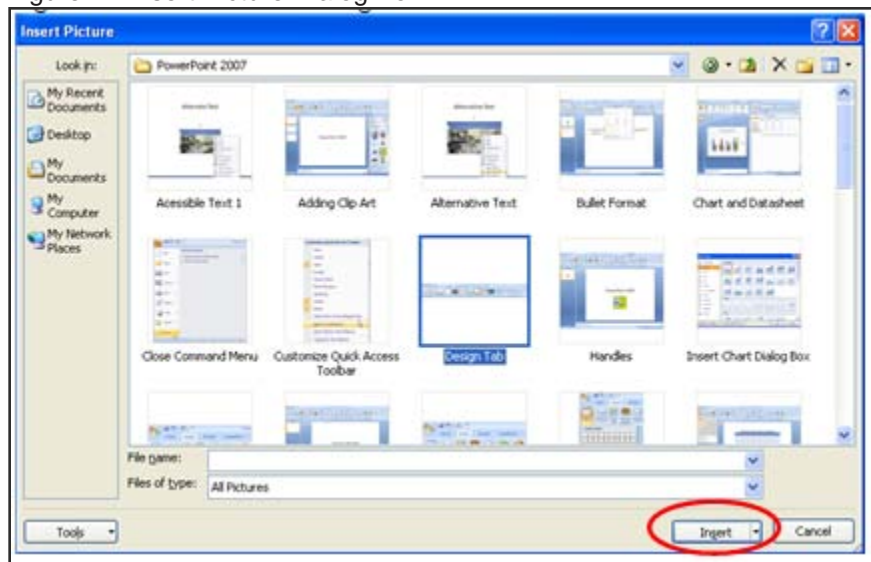 Insert Picture
Look in:
PowerPoint 2007
My Recent
Documents
Desktop
My
Documents
My
Computer
My Network
Places
Acessible Text 1
Adding Clip Art
Alternative Text
Bullet Format
Chart and Datasheet
Close Command Menu
Customize Quick Access
Toolbar
Design Tab
Handles
Insert Chart Dialog Box
File name:
Files of type:
All Pictures
Tools
Insert
Cancel